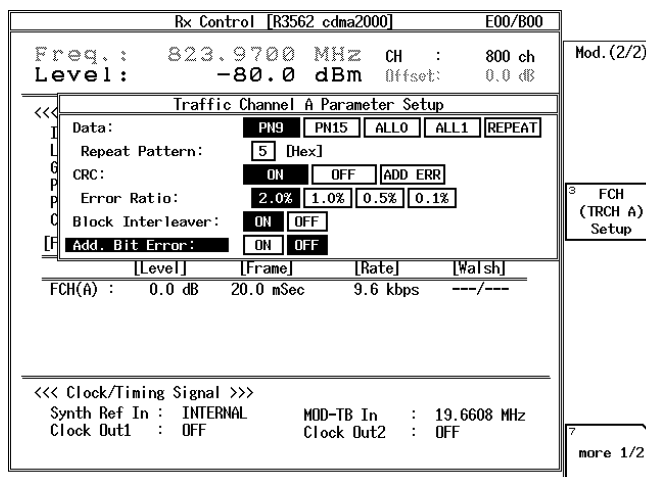 Rx Control [R3562 cdma2000] E00/B00
Freq.: 823.9700 MHz CH : 800 ch
Level: -80.0 dBm Offset: 0.0 dB
Mod.(2/2)
<<<
Traffic Channel A Parameter Setup
Data: PN9 PN15 ALL0 ALL1 REPEAT
Repeat Pattern: 5 [Hex]
CRC: ON OFF ADD ERR
Error Ratio: 2.0% 1.0% 0.5% 0.1%
Block Interleaver: ON OFF
Add. Bit Error: ON OFF
3 FCH
(TRCH A)
Setup
[Level] [Frame] [Rate] [Walsh]
FCH(A) : 0.0 dB 20.0 mSec 9.6 kbps ---/---
<<< Clock/Timing Signal >>>
Synth Ref In : INTERNAL MOD-TB In : 19.6608 MHz
Clock Out1 : OFF Clock Out2 : OFF
7
more 1/2